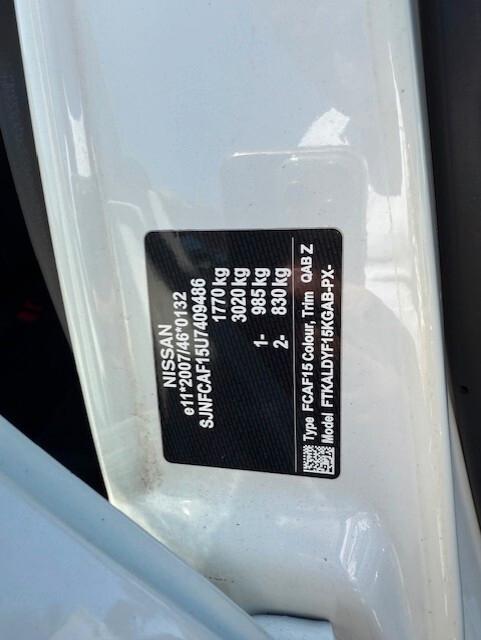 NISSAN
e11*2007/46*0132
SJNFCAF15U7409486
1770 kg
3020 kg
1- 985 kg
2- 830 kg
Type FCAF15 Colour, Trim QAB Z
Model FTKALDYF15KGAB-PX-